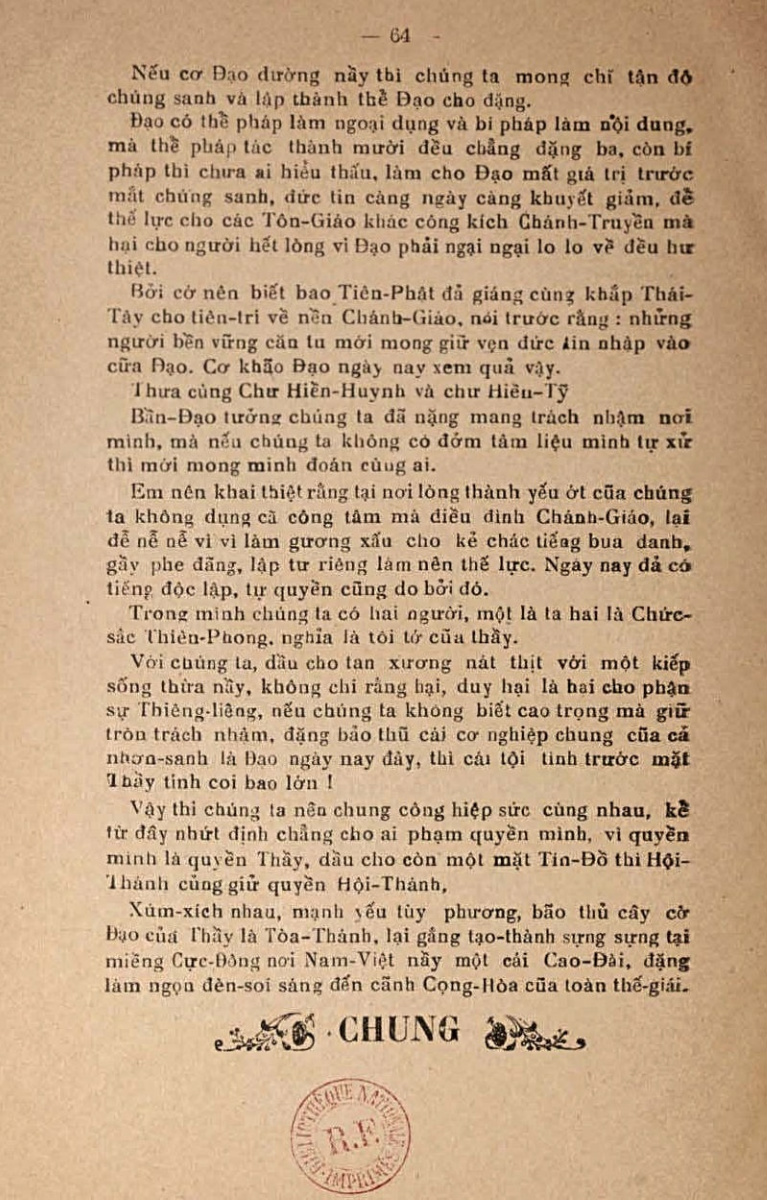 — 64 -
Nếu cơ Đạo dường nầy thì chúng ta mong chi tận độ
chúng sanh và lập thành thể Đạo cho đặng.
Đạo có thể pháp làm ngoại dụng và bí pháp làm nội dung,
mà thể pháp tác thành mười đều chẳng đặng ba, còn bí
pháp thì chưa ai hiểu thấu, làm cho Đạo mất giá trị trước
mắt chúng sanh, đức tin càng ngày càng khuyết giảm, để
thế lực cho các Tôn-Giáo khác công kích Chánh-Truyền mà
hại cho người hết lòng vì Đạo phải ngại ngại lo lo về đều hư
thiệt.
Bởi cờ nên biết bao Tiên-Phật đả giáng cùng khắp Thái-
Tây cho tiên-tri về nền Chánh-Giáo, nói trước rằng : những
người bền vững căn tu mới mong giữ vẹn đức tin nhập vào
cửa Đạo. Cơ khão Đạo ngày nay xem quả vậy.
Thưa cùng Chư Hiền-Huynh và chư Hiền-Tỹ
Bần-Đạo tưởng chúng ta đã nặng mang trách nhậm nơi
mình, mà nếu chúng ta không có đởm tâm liệu mình tự xử
thì mới mong minh đoán cùng ai.
Em nên khai thiệt rằng tại nơi lòng thành yếu ớt của chúng
ta không dụng cã công tâm mà điều đình Chánh-Giáo, lại
để nể nể vì vì làm gương xấu cho kẻ chác tiếng bua danh,
gầy phe đãng, lập tư riêng làm nên thế lực. Ngày nay đả có
tiếng độc lập, tự quyền cũng do bởi đó.
Trong mình chúng ta có hai người, một là ta hai là Chức-
sắc Thiên-Phong, nghĩa là tôi tớ của thầy.
Với chúng ta, dầu cho tan xương nát thịt với một kiếp
sống thừa nầy, không chi rằng hại, duy hại là hai cho phận
sự Thiêng-liêng, nếu chúng ta không biết cao trọng mà giữ
tròn trách nhậm, đặng bảo thũ cải cơ nghiệp chung của cả
nhơn-sanh là Đạo ngày nay đây, thì cái tội tình trước mặt
Thầy tính coi bao lớn !
Vậy thì chúng ta nên chung công hiệp sức cùng nhau, kể
từ đây nhứt định chẳng cho ai phạm quyền mình, vì quyền
mình là quyền Thầy, dầu cho còn một mặt Tín-Đồ thì Hội-
Thánh củng giử quyền Hội-Thánh,
Xúm-xích nhau, mạnh yếu tùy phương, bão thủ cây cờ
Đạo của Thầy là Tòa-Thánh, lại gắng tạo-thành sựng sựng tại
miếng Cực-Đông nơi Nam-Việt nầy một cái Cao-Đài, đặng
làm ngọn đèn-soi sáng đến cãnh Cọng-Hòa của toàn thế-giái.
CHUNG
BIBLIOTHÈQUE NATIONALE
R.F.
IMPRIMÉS